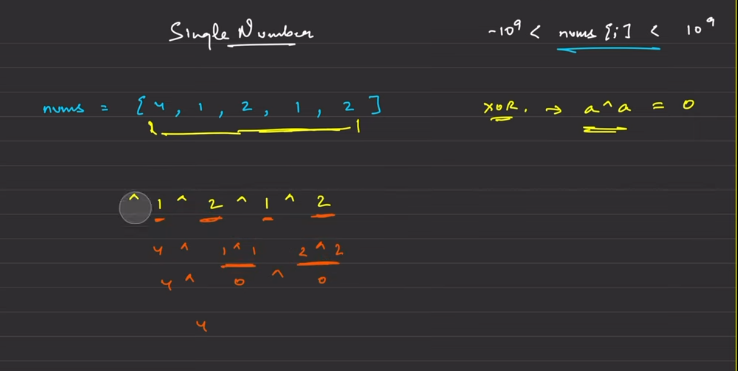 Single Number
-10⁹ < nums[i] < 10⁹
nums = [4, 1, 2, 1, 2]
XOR. → a^a = 0
^ 1 ^ 2 ^ 1 ^ 2
4 ^ 1^1 2^2
4 ^ 0 ^ 0
4